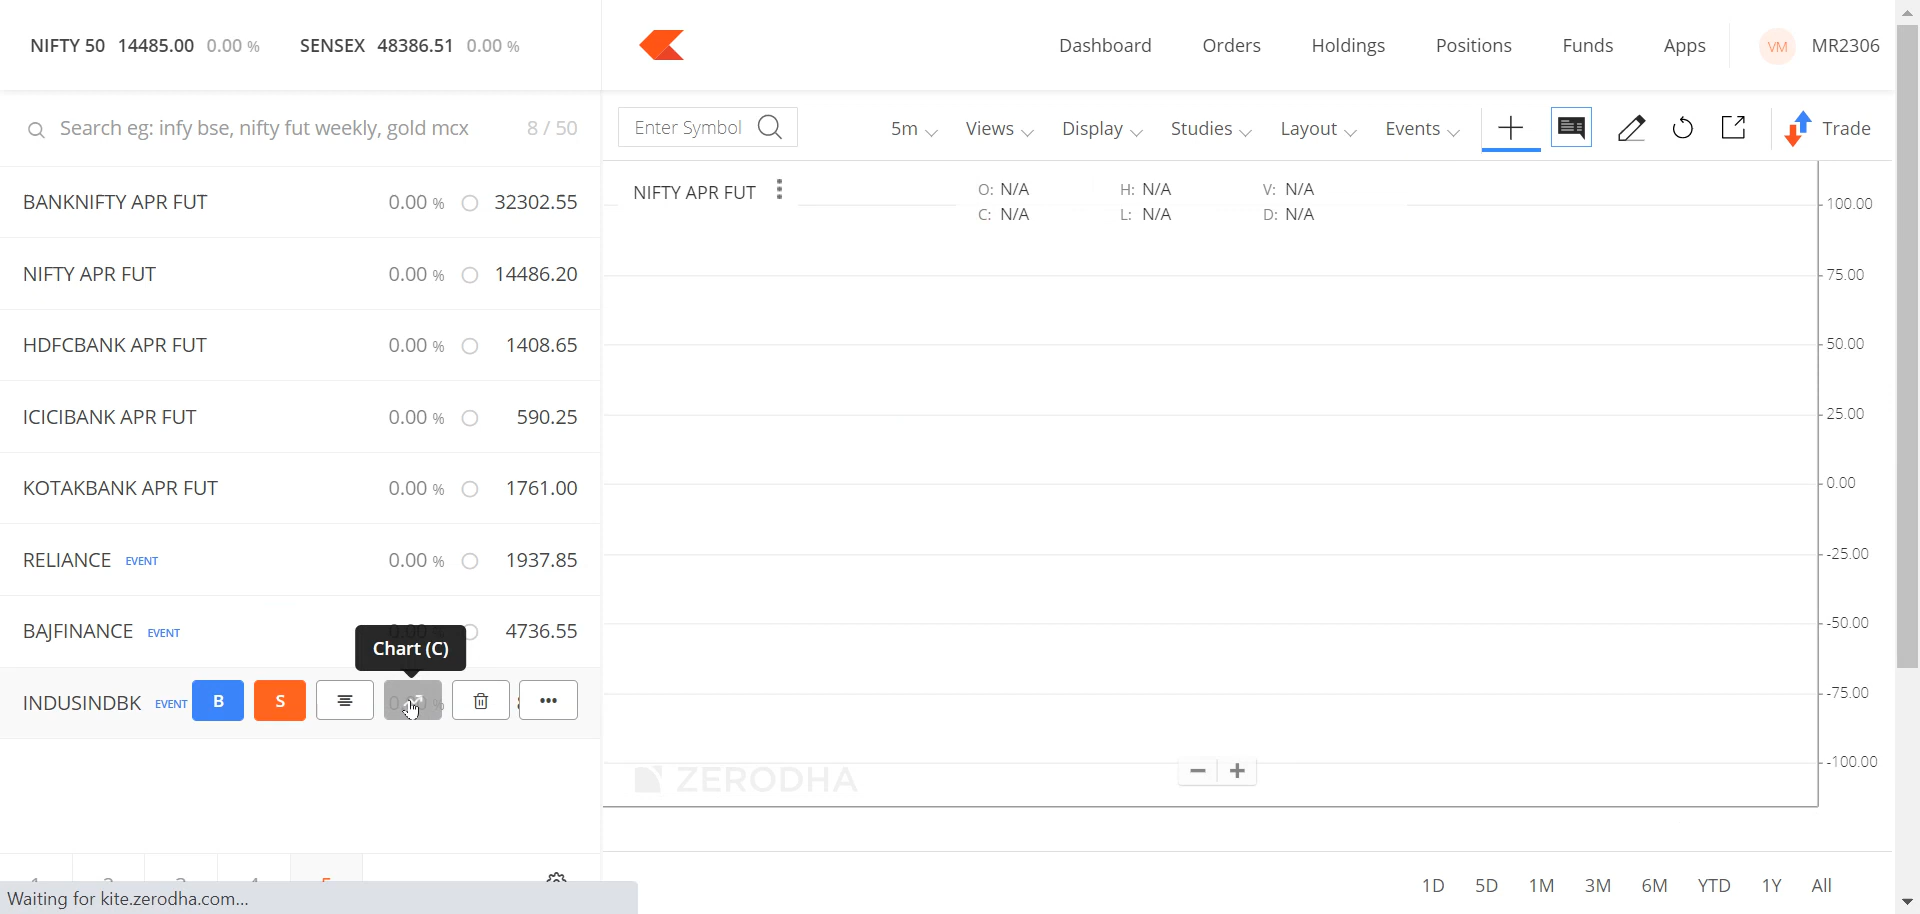 NIFTY 50 14485.00 0.00 % SENSEX 48386.51 0.00 %
Dashboard Orders Holdings Positions Funds Apps VM MR2306
Search eg: infy bse, nifty fut weekly, gold mcx 8 / 50
Enter Symbol 5m Views Display Studies Layout Events Trade
BANKNIFTY APR FUT 0.00 % 32302.55
NIFTY APR FUT 0.00 % 14486.20
HDFCBANK APR FUT 0.00 % 1408.65
ICICIBANK APR FUT 0.00 % 590.25
KOTAKBANK APR FUT 0.00 % 1761.00
RELIANCE EVENT 0.00 % 1937.85
BAJFINANCE EVENT 4736.55
Chart (C)
INDUSINDBK EVENT B S
Waiting for kite.zerodha.com...
NIFTY APR FUT
O: N/A H: N/A V: N/A
C: N/A L: N/A D: N/A
100.00
75.00
50.00
25.00
0.00
-25.00
-50.00
-75.00
-100.00
ZERODHA
1D 5D 1M 3M 6M YTD 1Y All